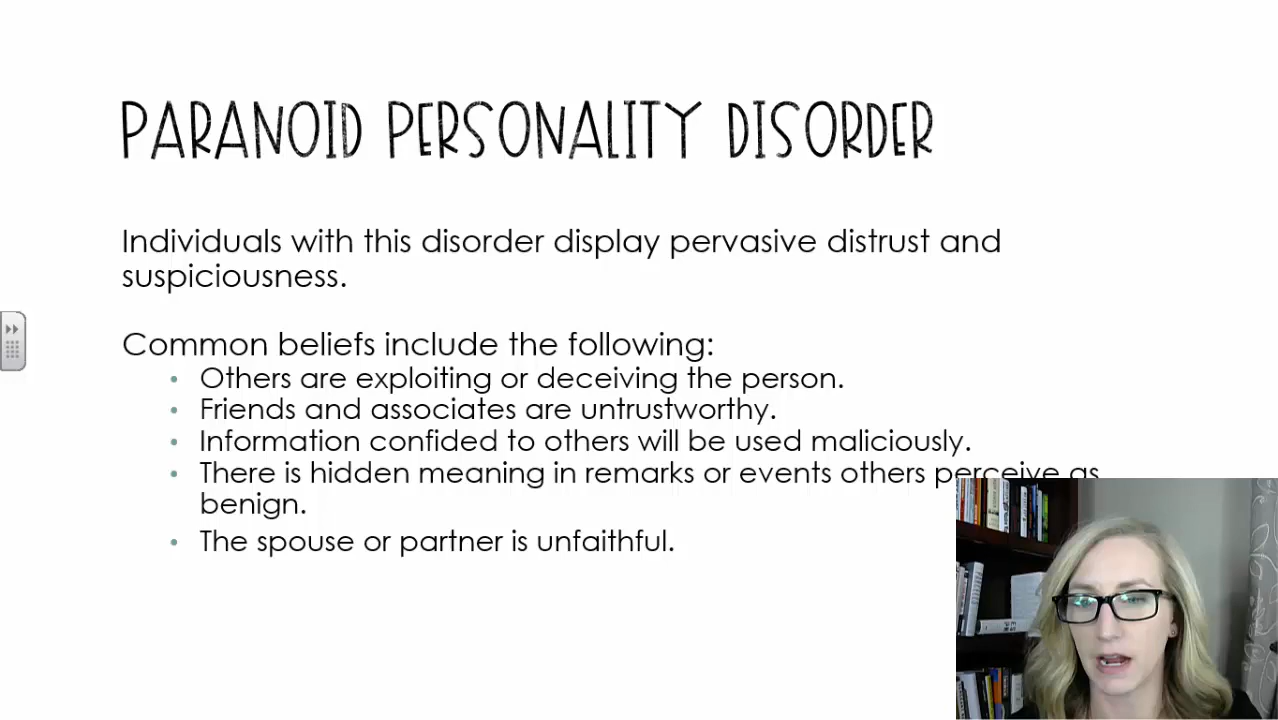 PARANOID PERSONALITY DISORDER
Individuals with this disorder display pervasive distrust and
suspiciousness.
Common beliefs include the following:
• Others are exploiting or deceiving the person.
• Friends and associates are untrustworthy.
• Information confided to others will be used maliciously.
• There is hidden meaning in remarks or events others perceive as
benign.
• The spouse or partner is unfaithful.